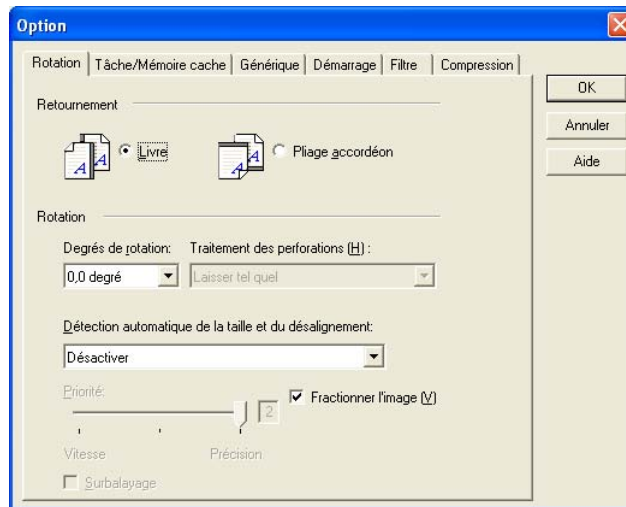 Option
Rotation Tâche/Mémoire cache Générique Démarrage Filtre Compression
OK
Annuler
Aide
Retournement
A A Livre A A Pliage accordéon
Rotation
Degrés de rotation: Traitement des perforations (H) :
0,0 degré Laisser tel quel
Détection automatique de la taille et du désalignement:
Désactiver
Priorité:
2 Fractionner l'image (V)
Vitesse Précision
Surbalayage